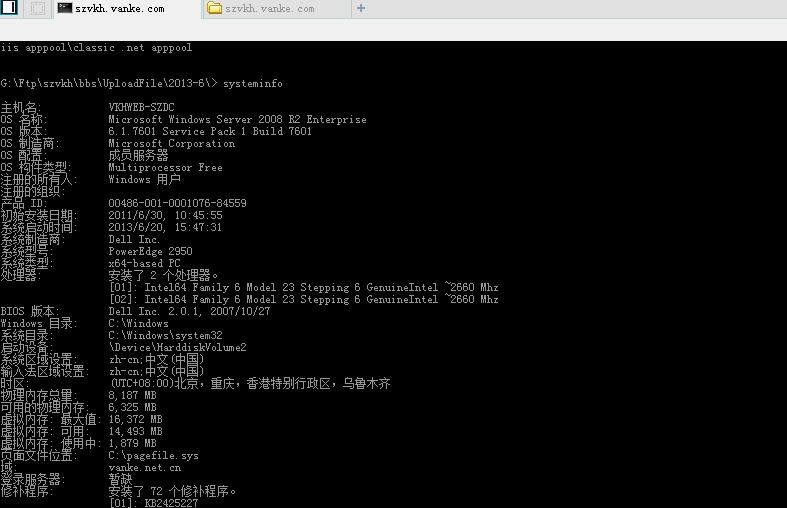 szvkh.vanke.com
szvkh.vanke.com
iis apppool\classic .net apppool
G:\Ftp\szvkh\bbs\UploadFile\2013-6\> systeminfo
主机名: VKHWEB-SZDC
OS 名称: Microsoft Windows Server 2008 R2 Enterprise
OS 版本: 6.1.7601 Service Pack 1 Build 7601
OS 制造商: Microsoft Corporation
OS 配置: 成员服务器
OS 构件类型: Multiprocessor Free
注册的所有人: Windows 用户
注册的组织:
产品 ID: 00486-001-0001076-84559
初始安装日期: 2011/6/30, 10:45:55
系统启动时间: 2013/6/20, 15:47:31
系统制造商: Dell Inc.
系统型号: PowerEdge 2950
系统类型: x64-based PC
处理器: 安装了 2 个处理器。
[01]: Intel64 Family 6 Model 23 Stepping 6 GenuineIntel ~2660 Mhz
[02]: Intel64 Family 6 Model 23 Stepping 6 GenuineIntel ~2660 Mhz
BIOS 版本: Dell Inc. 2.0.1, 2007/10/27
Windows 目录: C:\Windows
系统目录: C:\Windows\system32
启动设备: \Device\HarddiskVolume2
系统区域设置: zh-cn;中文(中国)
输入法区域设置: zh-cn;中文(中国)
时区: (UTC+08:00)北京，重庆，香港特别行政区，乌鲁木齐
物理内存总量: 8,187 MB
可用的物理内存: 6,325 MB
虚拟内存: 最大值: 16,372 MB
虚拟内存: 可用: 14,493 MB
虚拟内存: 使用中: 1,879 MB
页面文件位置: C:\pagefile.sys
域: vanke.net.cn
登录服务器: 暂缺
修补程序: 安装了 72 个修补程序。
[01]: KB2425227